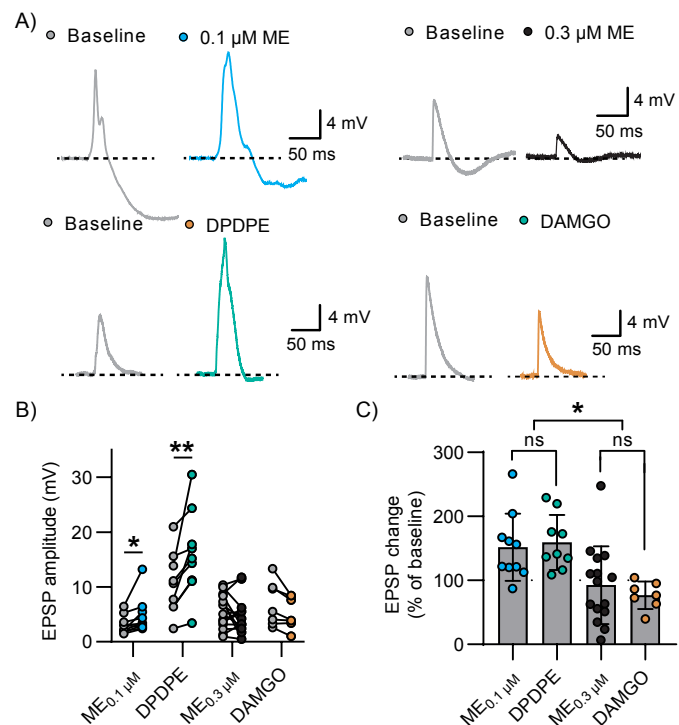 A)
Baseline 0.1 µM ME
4 mV
50 ms
Baseline 0.3 µM ME
4 mV
50 ms
Baseline DPDPE
4 mV
50 ms
Baseline DAMGO
4 mV
50 ms
B)
EPSP amplitude (mV)
30
20
10
0
*
**
ME0.1 µM
DPDPE
ME0.3 µM
DAMGO
C)
EPSP change
(% of baseline)
300
200
100
0
*
ns
ns
ME0.1 µM
DPDPE
ME0.3 µM
DAMGO